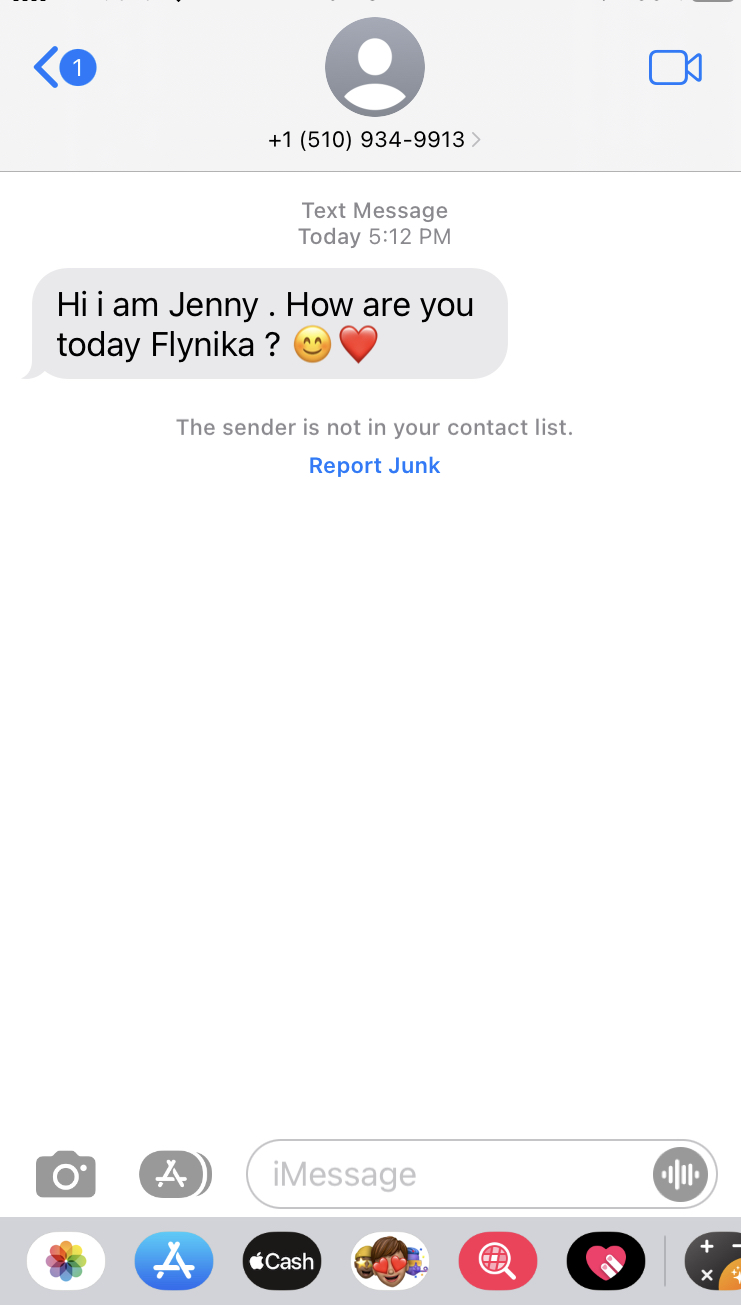 1
+1 (510) 934-9913
Text Message
Today 5:12 PM
Hi i am Jenny . How are you
today Flynika ? 😊❤️
The sender is not in your contact list.
Report Junk
iMessage
Cash